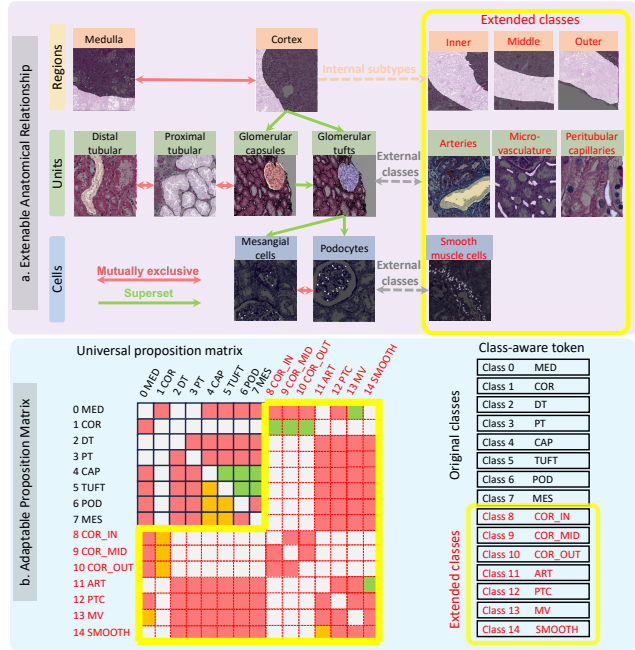 Extended classes
Medulla
Cortex
Inner
Middle
Outer
Regions
Internal subtypes
a. Extenable Anatomical Relationship
Distal
tubular
Proximal
tubular
Glomerular
capsules
Glomerular
tufts
Arteries
Micro-
vasculature
Peritubular
capillaries
Units
External
classes
Mesangial
cells
Podocytes
Smooth
muscle cells
Cells
Mutually exclusive
Superset
External
classes
Universal proposition matrix
Class-aware token
0 MED
1 COR
2 DT
3 PT
4 CAP
5 TUFT
6 POD
7 MES
8 COR_IN
9 COR_MID
10 COR_OUT
11 ART
12 PTC
13 MV
14 SMOOTH
b. Adaptable Proposition Matrix
0 MED
1 COR
2 DT
3 PT
4 CAP
5 TUFT
6 POD
7 MES
8 COR_IN
9 COR_MID
10 COR_OUT
11 ART
12 PTC
13 MV
14 SMOOTH
Original classes
Class 0 MED
Class 1 COR
Class 2 DT
Class 3 PT
Class 4 CAP
Class 5 TUFT
Class 6 POD
Class 7 MES
Extended classes
Class 8 COR_IN
Class 9 COR_MID
Class 10 COR_OUT
Class 11 ART
Class 12 PTC
Class 13 MV
Class 14 SMOOTH